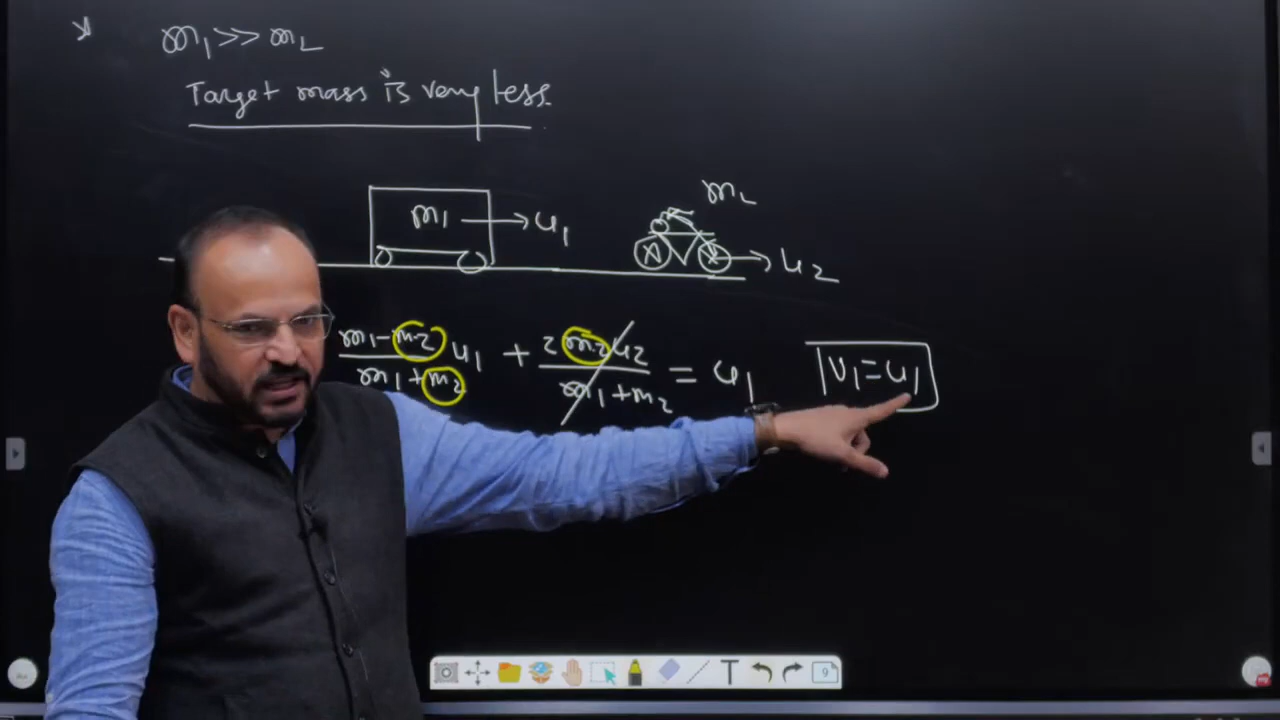 m₁ >> m₂
Target mass is very less
m₁ → u₁
m₂
→ u₂
m₁-m₂/m₁+m₂ u₁ + 2m₂u₂/m₁+m₂ = u₁
v₁=u₁
T
9